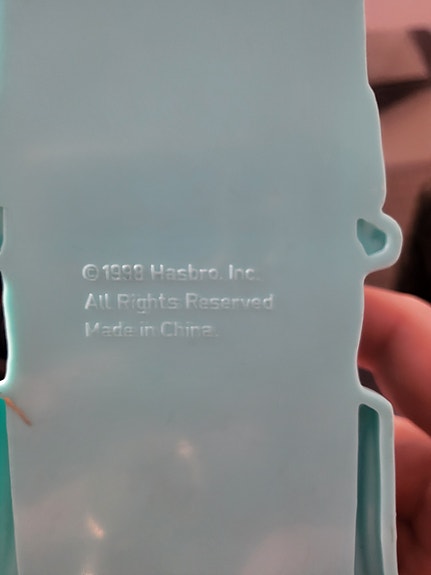 © 1998 Hasbro. Inc.
All Rights Reserved
Made in China.